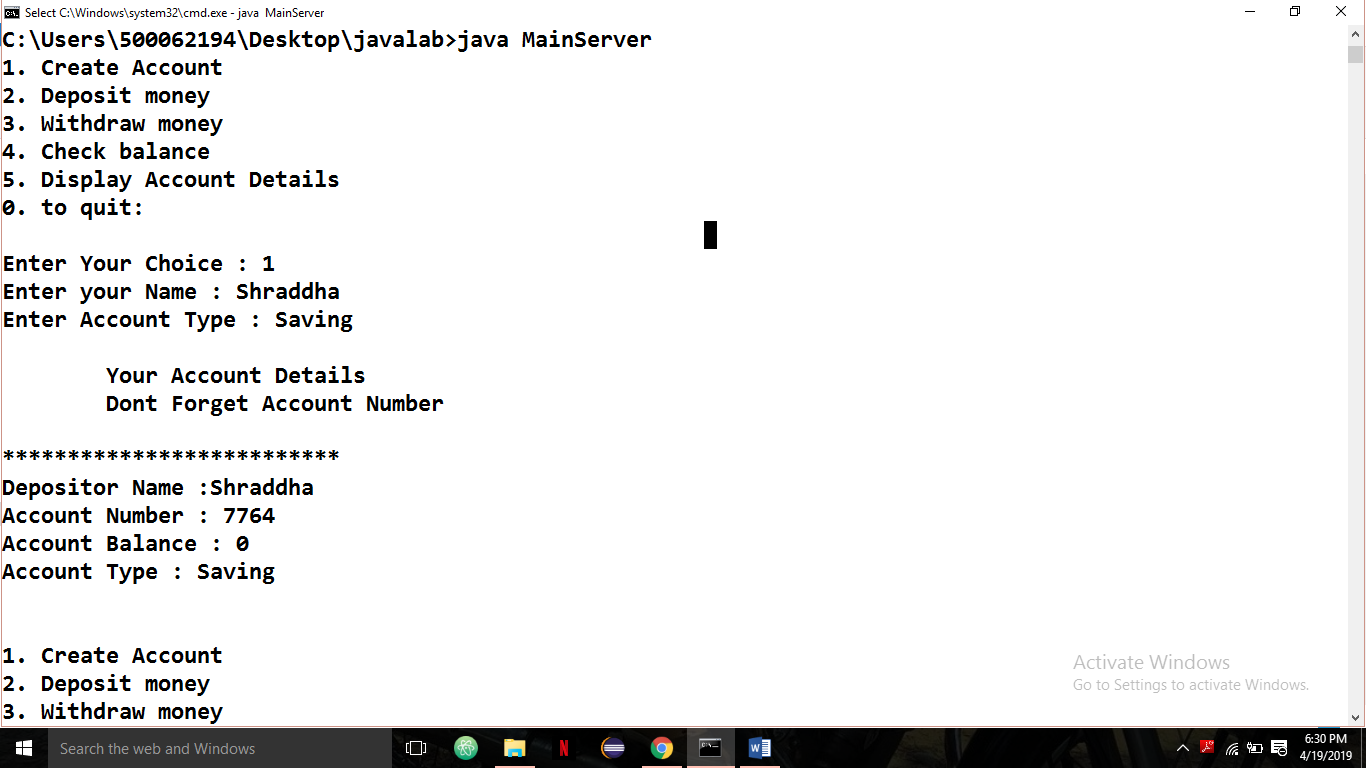 Select C:\Windows\system32\cmd.exe - java  MainServer
C:\Users\500062194\Desktop\javalab>java MainServer
1. Create Account
2. Deposit money
3. Withdraw money
4. Check balance
5. Display Account Details
0. to quit:
Enter Your Choice : 1
Enter your Name : Shraddha
Enter Account Type : Saving
Your Account Details
Dont Forget Account Number
**************************
Depositor Name :Shraddha
Account Number : 7764
Account Balance : 0
Account Type : Saving
1. Create Account
2. Deposit money
3. Withdraw money
Activate Windows
Go to Settings to activate Windows.
Search the web and Windows
6:30 PM
4/19/2019